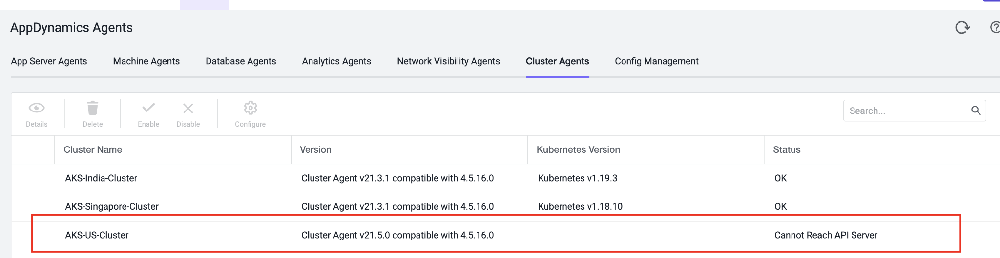 AppDynamics Agents
App Server Agents Machine Agents Database Agents Analytics Agents Network Visibility Agents Cluster Agents Config Management
Details Delete Enable Disable Configure Search...
Cluster Name Version Kubernetes Version Status
AKS-India-Cluster Cluster Agent v21.3.1 compatible with 4.5.16.0 Kubernetes v1.19.3 OK
AKS-Singapore-Cluster Cluster Agent v21.3.1 compatible with 4.5.16.0 Kubernetes v1.18.10 OK
AKS-US-Cluster Cluster Agent v21.5.0 compatible with 4.5.16.0 Cannot Reach API Server